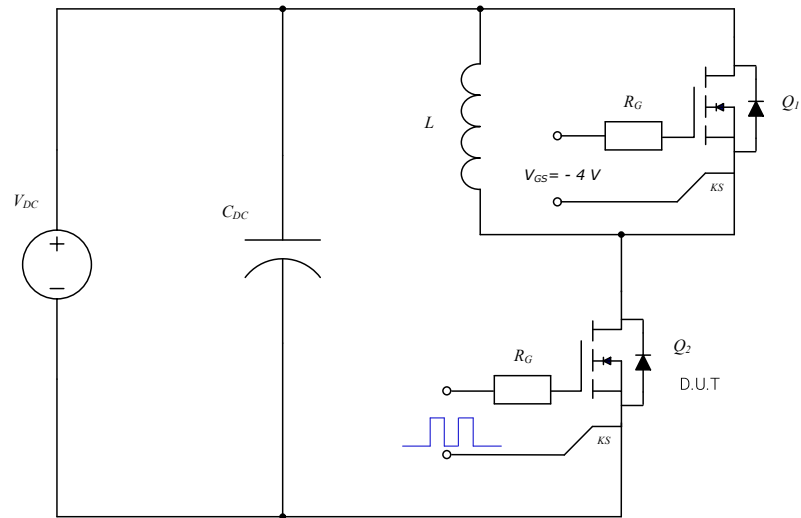 Q1
RG
L
VGS= - 4 V
KS
VDC
+
−
CDC
Q2
RG
D.U.T
KS